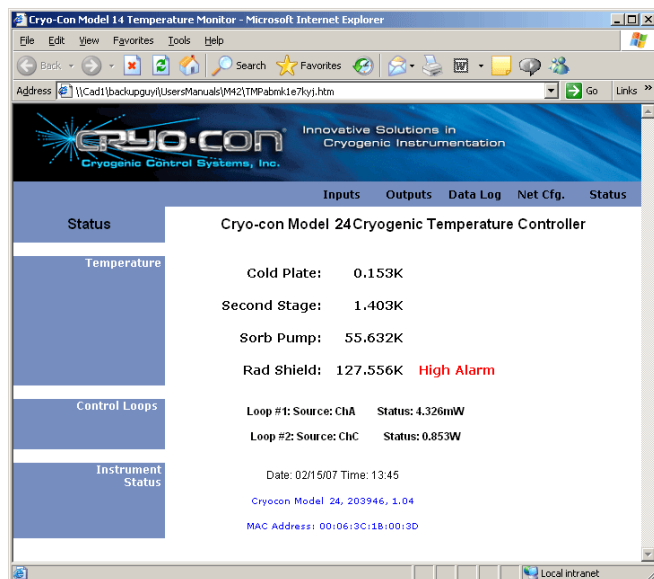 Cryo-Con Model 14 Temperature Monitor - Microsoft Internet Explorer
File Edit View Favorites Tools Help
Back Search Favorites
Address \\Cad1\backupguyi\UsersManuals\M42\TMPabmk1e7kyj.htm Go Links »
CRYO·CON
Cryogenic Control Systems, Inc.
Innovative Solutions in
Cryogenic Instrumentation
Inputs Outputs Data Log Net Cfg. Status
Status
Cryo-con Model 24Cryogenic Temperature Controller
Temperature
Cold Plate: 0.153K
Second Stage: 1.403K
Sorb Pump: 55.632K
Rad Shield: 127.556K High Alarm
Control Loops
Loop #1: Source: ChA Status: 4.326mW
Loop #2: Source: ChC Status: 0.853W
Instrument
Status
Date: 02/15/07 Time: 13:45
Cryocon Model 24, 203946, 1.04
MAC Address: 00:06:3C:1B:00:3D
Local intranet